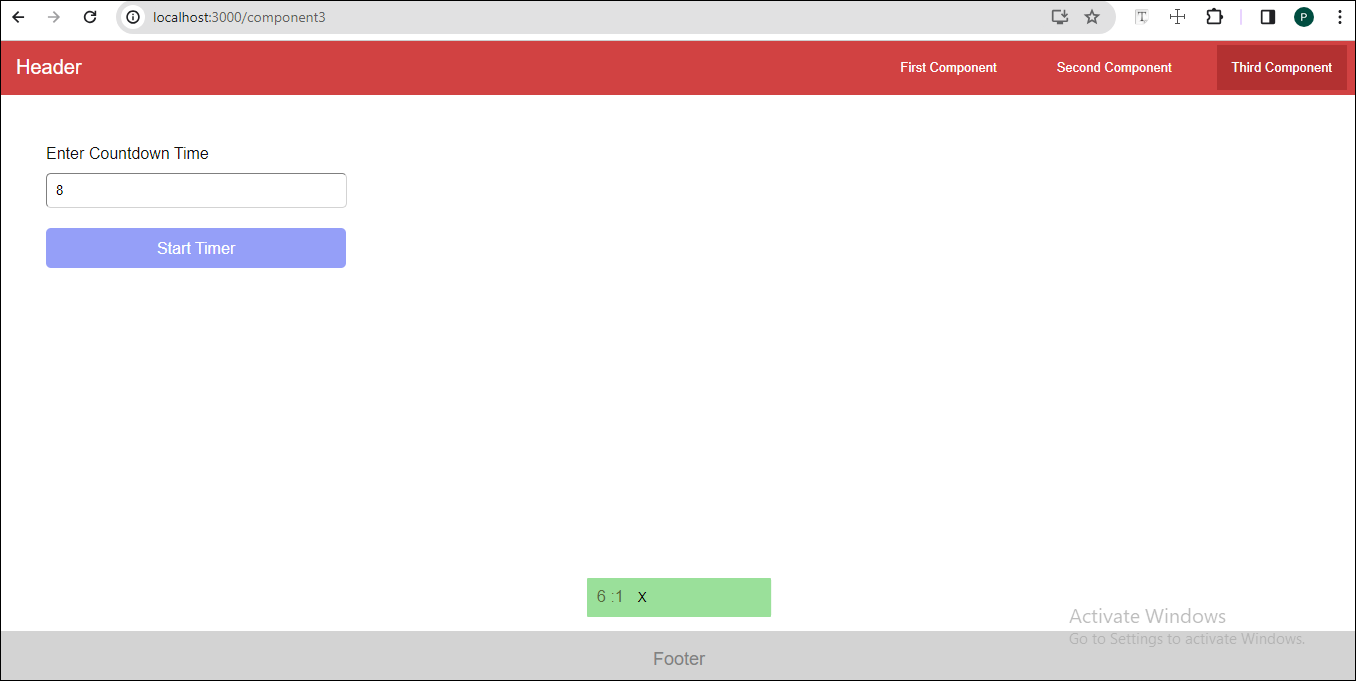 localhost:3000/component3
T
P
Header
First Component
Second Component
Third Component
Enter Countdown Time
8
Start Timer
6 :1 X
Activate Windows
Go to Settings to activate Windows.
Footer